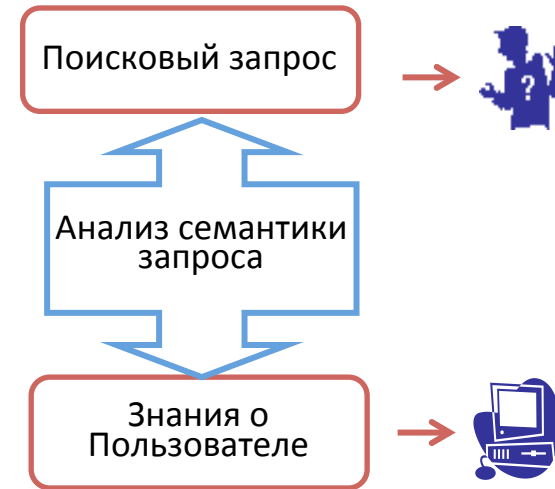 Поисковый запрос
?
Анализ семантики
запроса
Знания о
Пользователе